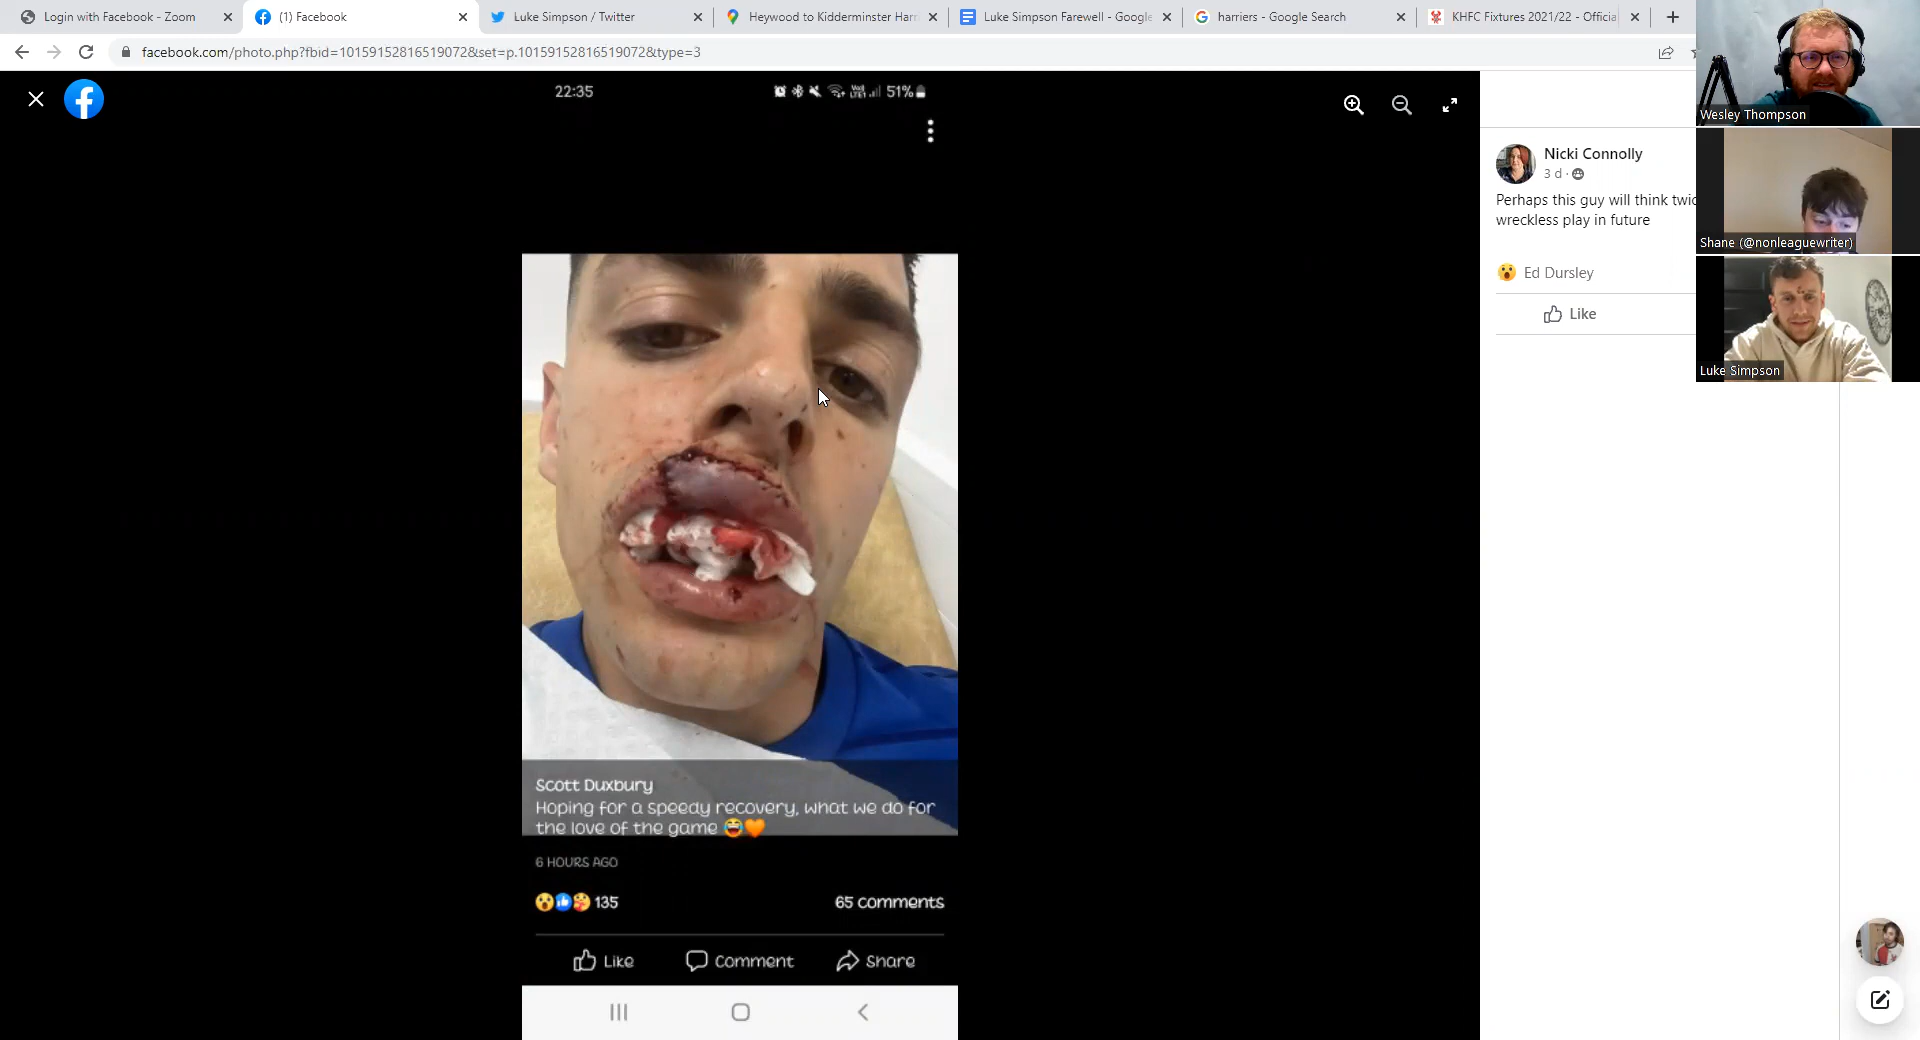 Login with Facebook - Zoom
(1) Facebook
Luke Simpson / Twitter
Heywood to Kidderminster Harr
Luke Simpson Farewell - Google
harriers - Google Search
KHFC Fixtures 2021/22 - Officia
facebook.com/photo.php?fbid=10159152816519072&set=p.10159152816519072&type=3
22:35
51%
Wesley Thompson
Nicki Connolly
3 d ·
Perhaps this guy will think twic
wreckless play in future
Shane (@nonleaguewriter)
Ed Dursley
Like
Luke Simpson
Scott Duxbury
Hoping for a speedy recovery, what we do for
the love of the game 😂🧡
6 HOURS AGO
135
65 comments
Like
Comment
Share